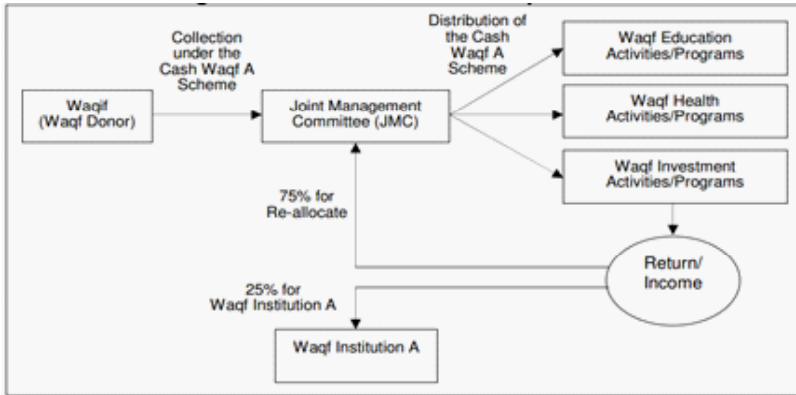 Collection
under the
Cash Waqf A
Scheme
Distribution of
the Cash
Waqf A
Scheme
Waqf Education
Activities/Programs
Waqif
(Waqf Donor)
Joint Management
Committee (JMC)
Waqf Health
Activities/Programs
Waqf Investment
Activities/Programs
75% for
Re-allocate
Return/
Income
25% for
Waqf Institution A
Waqf Institution A